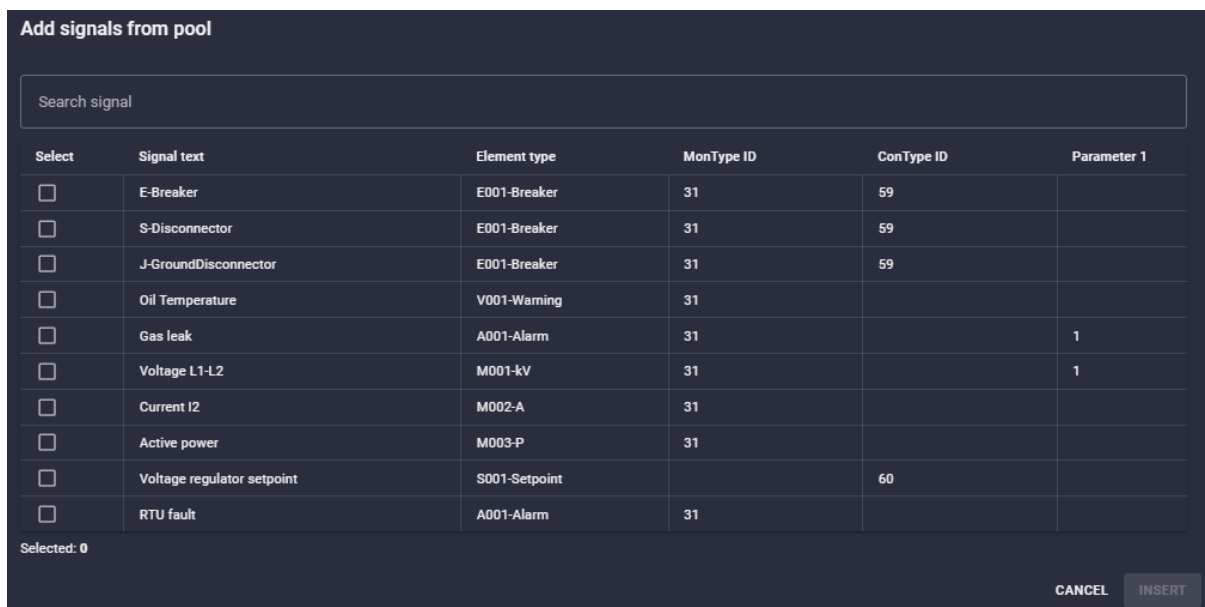 Add signals from pool
Search signal
Select Signal text Element type MonType ID ConType ID Parameter 1
E-Breaker E001-Breaker 31 59
S-Disconnector E001-Breaker 31 59
J-GroundDisconnector E001-Breaker 31 59
Oil Temperature V001-Warning 31
Gas leak A001-Alarm 31 1
Voltage L1-L2 M001-kV 31 1
Current I2 M002-A 31
Active power M003-P 31
Voltage regulator setpoint S001-Setpoint 60
RTU fault A001-Alarm 31
Selected: 0
CANCEL INSERT